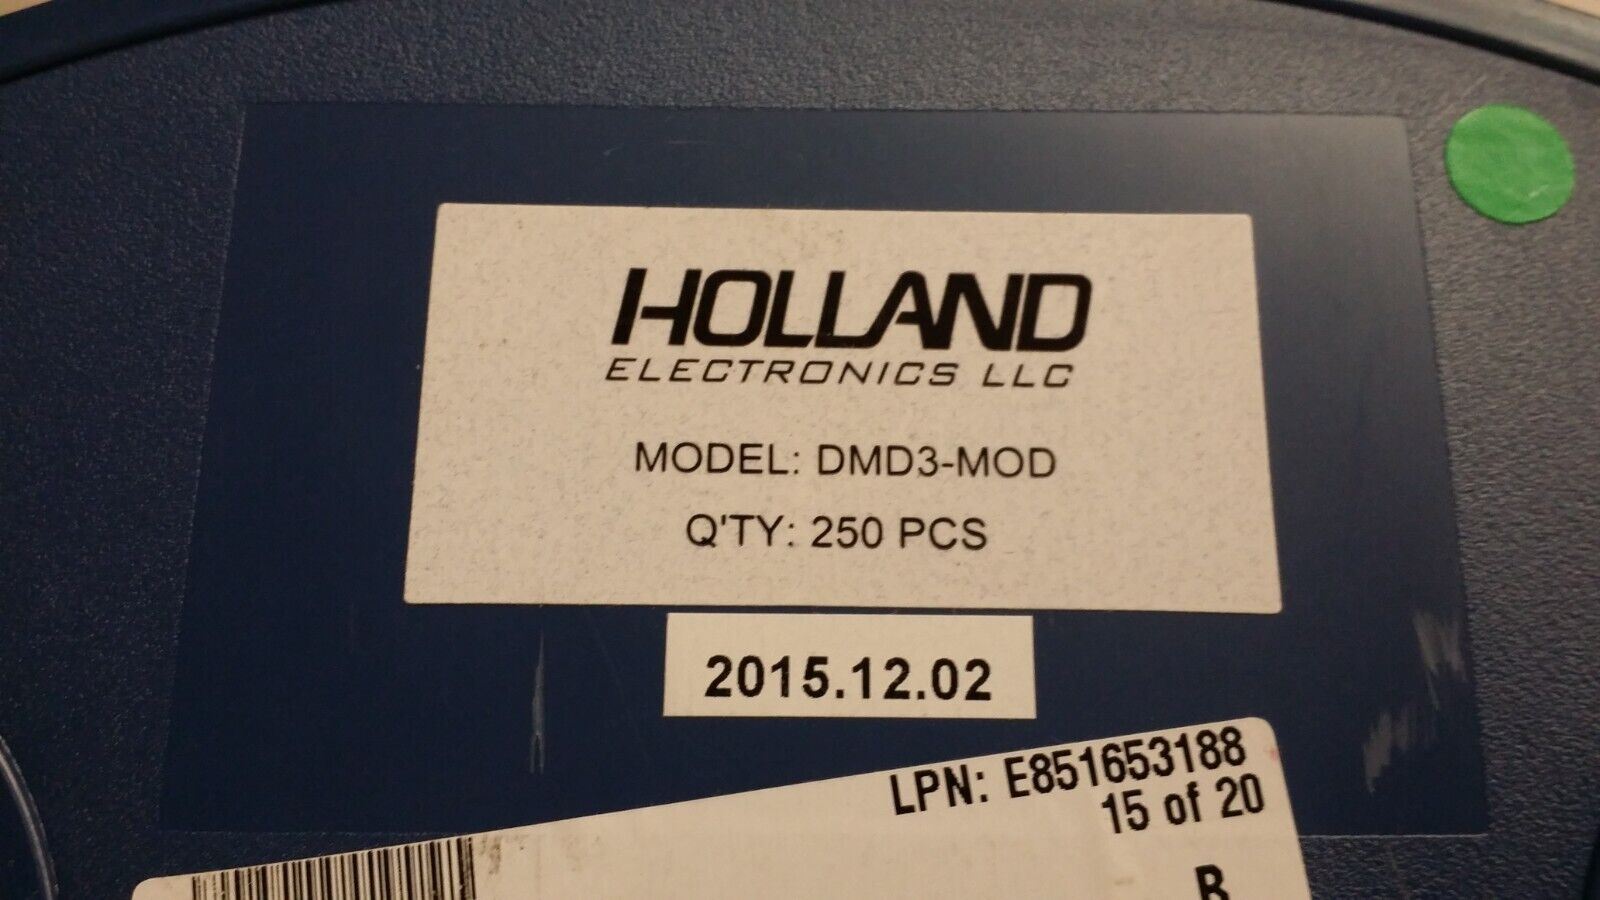 HOLLAND
ELECTRONICS LLC
MODEL: DMD3-MOD
Q'TY: 250 PCS
2015.12.02
LPN: E851653188
15 of 20